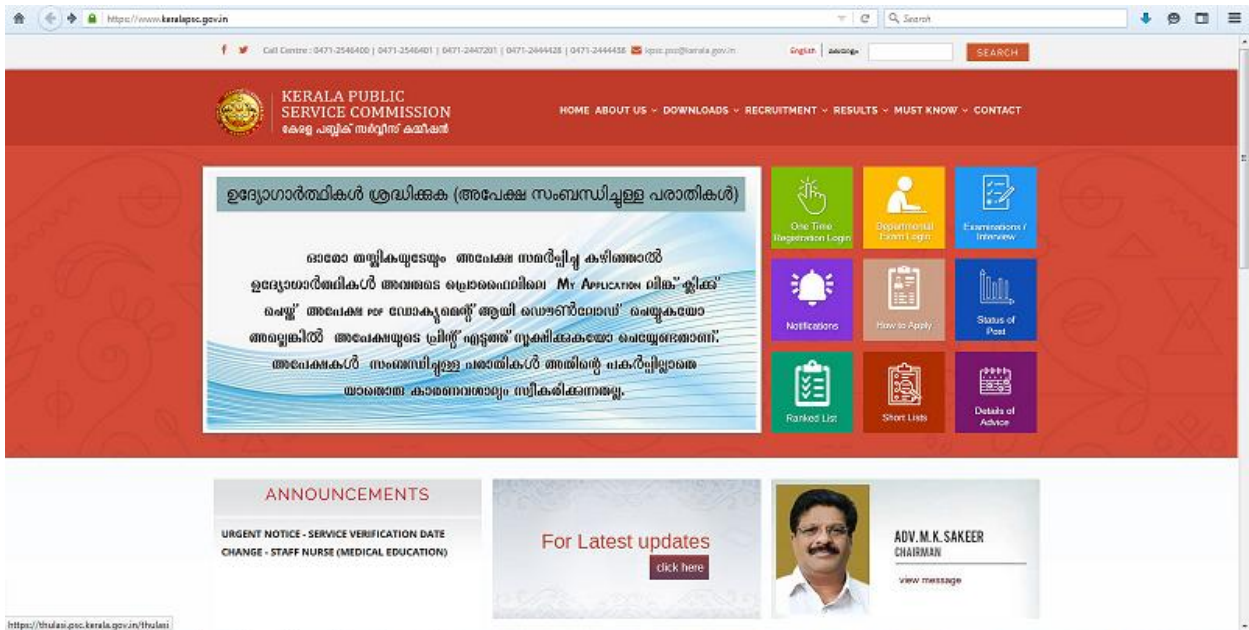 https://www.keralapsc.gov.in
Search
Call Centre : 0471-2546400 | 0471-2546401 | 0471-2447201 | 0471-2444428 | 0471-2444438 kpsc.psc@kerala.gov.in
English | മലയാളം
SEARCH
KERALA PUBLIC
SERVICE COMMISSION
കേരള പബ്ലിക് സർവ്വീസ് കമ്മീഷൻ
HOME ABOUT US DOWNLOADS RECRUITMENT RESULTS MUST KNOW CONTACT
ഉദ്യോഗാർത്ഥികൾ ശ്രദ്ധിക്കുക (അപേക്ഷ സംബന്ധിച്ചുള്ള പരാതികൾ)
ഓരോ തസ്തികയുടേയും അപേക്ഷ സമർപ്പിച്ചു കഴിഞ്ഞാൽ
ഉദ്യോഗാർത്ഥികൾ അവരുടെ പ്രൊഫൈലിലെ MY APPLICATION ലിങ്ക് ക്ലിക്ക്
ചെയ്ത് അപേക്ഷ PDF ഡോക്യുമെന്റ് ആയി ഡൌൺലോഡ് ചെയ്യുകയോ
അല്ലെങ്കിൽ അപേക്ഷയുടെ പ്രിന്റ് എടുത്ത് സൂക്ഷിക്കുകയോ ചെയ്യേണ്ടതാണ്.
അപേക്ഷകൾ സംബന്ധിച്ചുള്ള പരാതികൾ അതിന്റെ പകർപ്പില്ലാതെ
യാതൊരു കാരണവശാലും സ്വീകരിക്കുന്നതല്ല.
One Time
Registration Login
Departmental
Exam Login
Examinations /
Interview
Notifications
How to Apply
Status of
Post
Ranked List
Short Lists
Details of
Advice
ANNOUNCEMENTS
URGENT NOTICE - SERVICE VERIFICATION DATE
CHANGE - STAFF NURSE (MEDICAL EDUCATION)
For Latest updates
click here
ADV. M. K. SAKEER
CHAIRMAN
view message
https://thulasi.psc.kerala.gov.in/thulasi